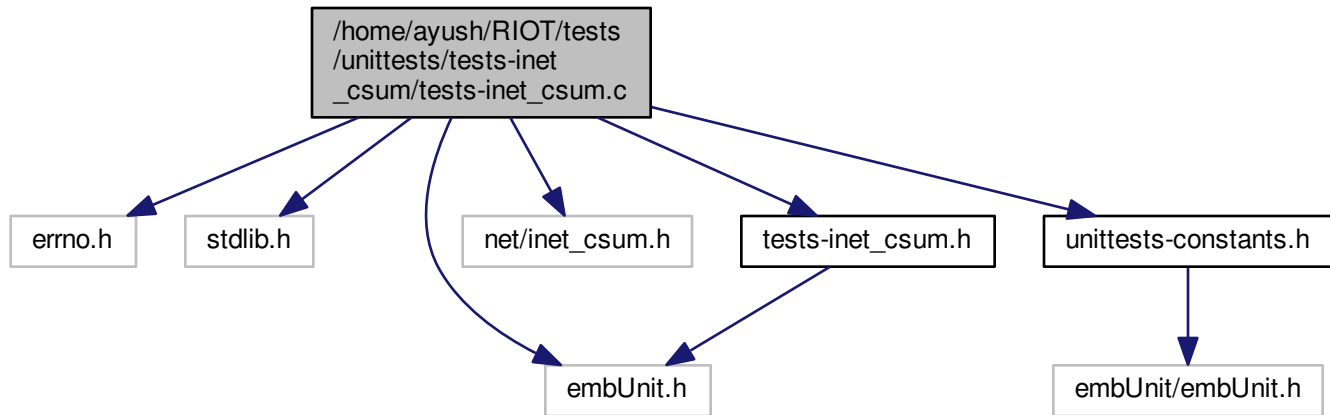 /home/ayush/RIOT/tests
/unittests/tests-inet
_csum/tests-inet_csum.c
errno.h
stdlib.h
net/inet_csum.h
tests-inet_csum.h
unittests-constants.h
embUnit.h
embUnit/embUnit.h